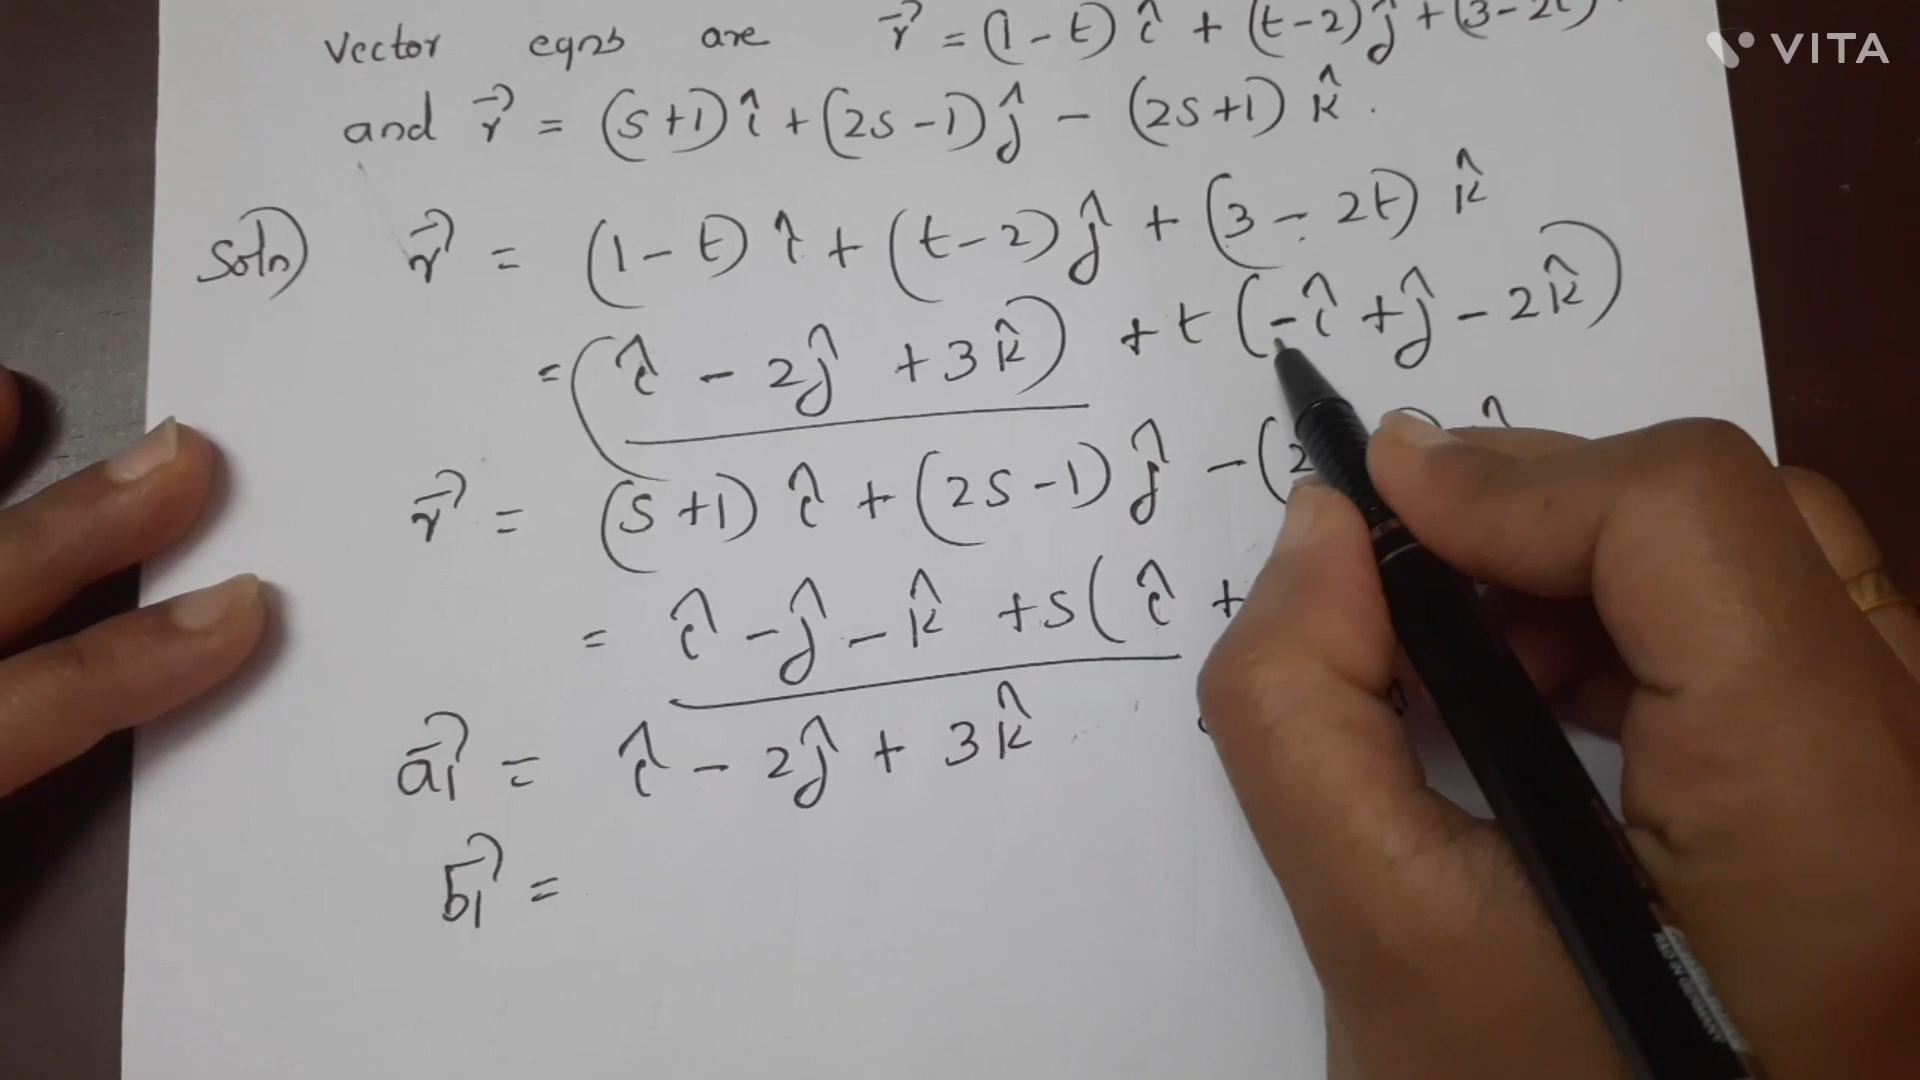 VITA
Vector eqns are r⃗ = (1-t) î + (t-2) ĵ + (3-2t)
and r⃗ = (s+1) î + (2s-1) ĵ - (2s+1) k̂.
Soln) r⃗ = (1-t) î + (t-2) ĵ + (3-2t) k̂
= (î - 2ĵ + 3k̂) + t (-î + ĵ - 2k̂)
r⃗ = (s+1) î + (2s-1) ĵ - (2
= î - ĵ - k̂ + s( î +
a⃗₁ = î - 2ĵ + 3k̂
b⃗₁ =